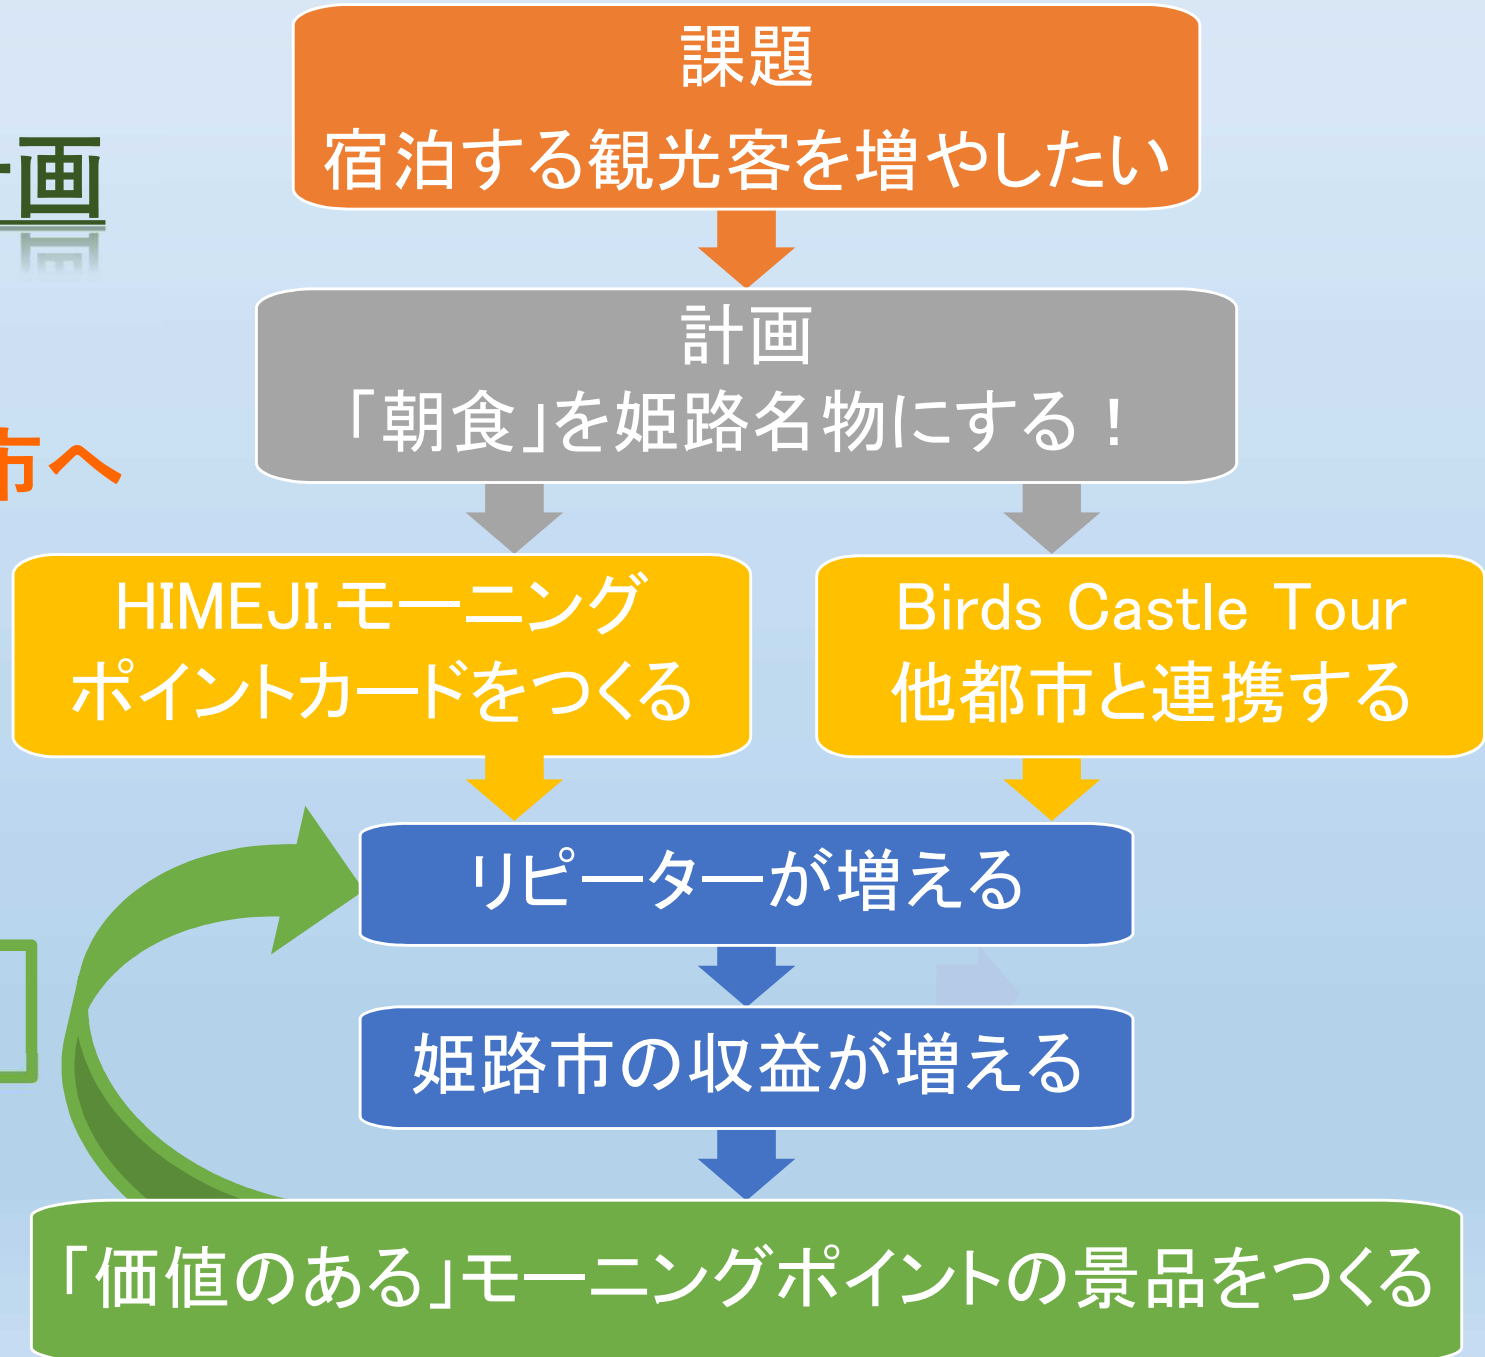 課題
宿泊する観光客を増やしたい
画
計画
「朝食」を姫路名物にする！
市へ
HIMEJI.モーニング
ポイントカードをつくる
Birds Castle Tour
他都市と連携する
リピーターが増える
姫路市の収益が増える
「価値のある」モーニングポイントの景品をつくる